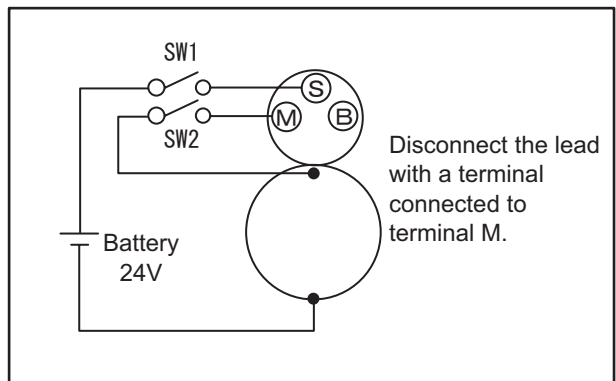 SW1
S
M
B
SW2
Disconnect the lead
with a terminal
connected to
terminal M.
Battery
24V